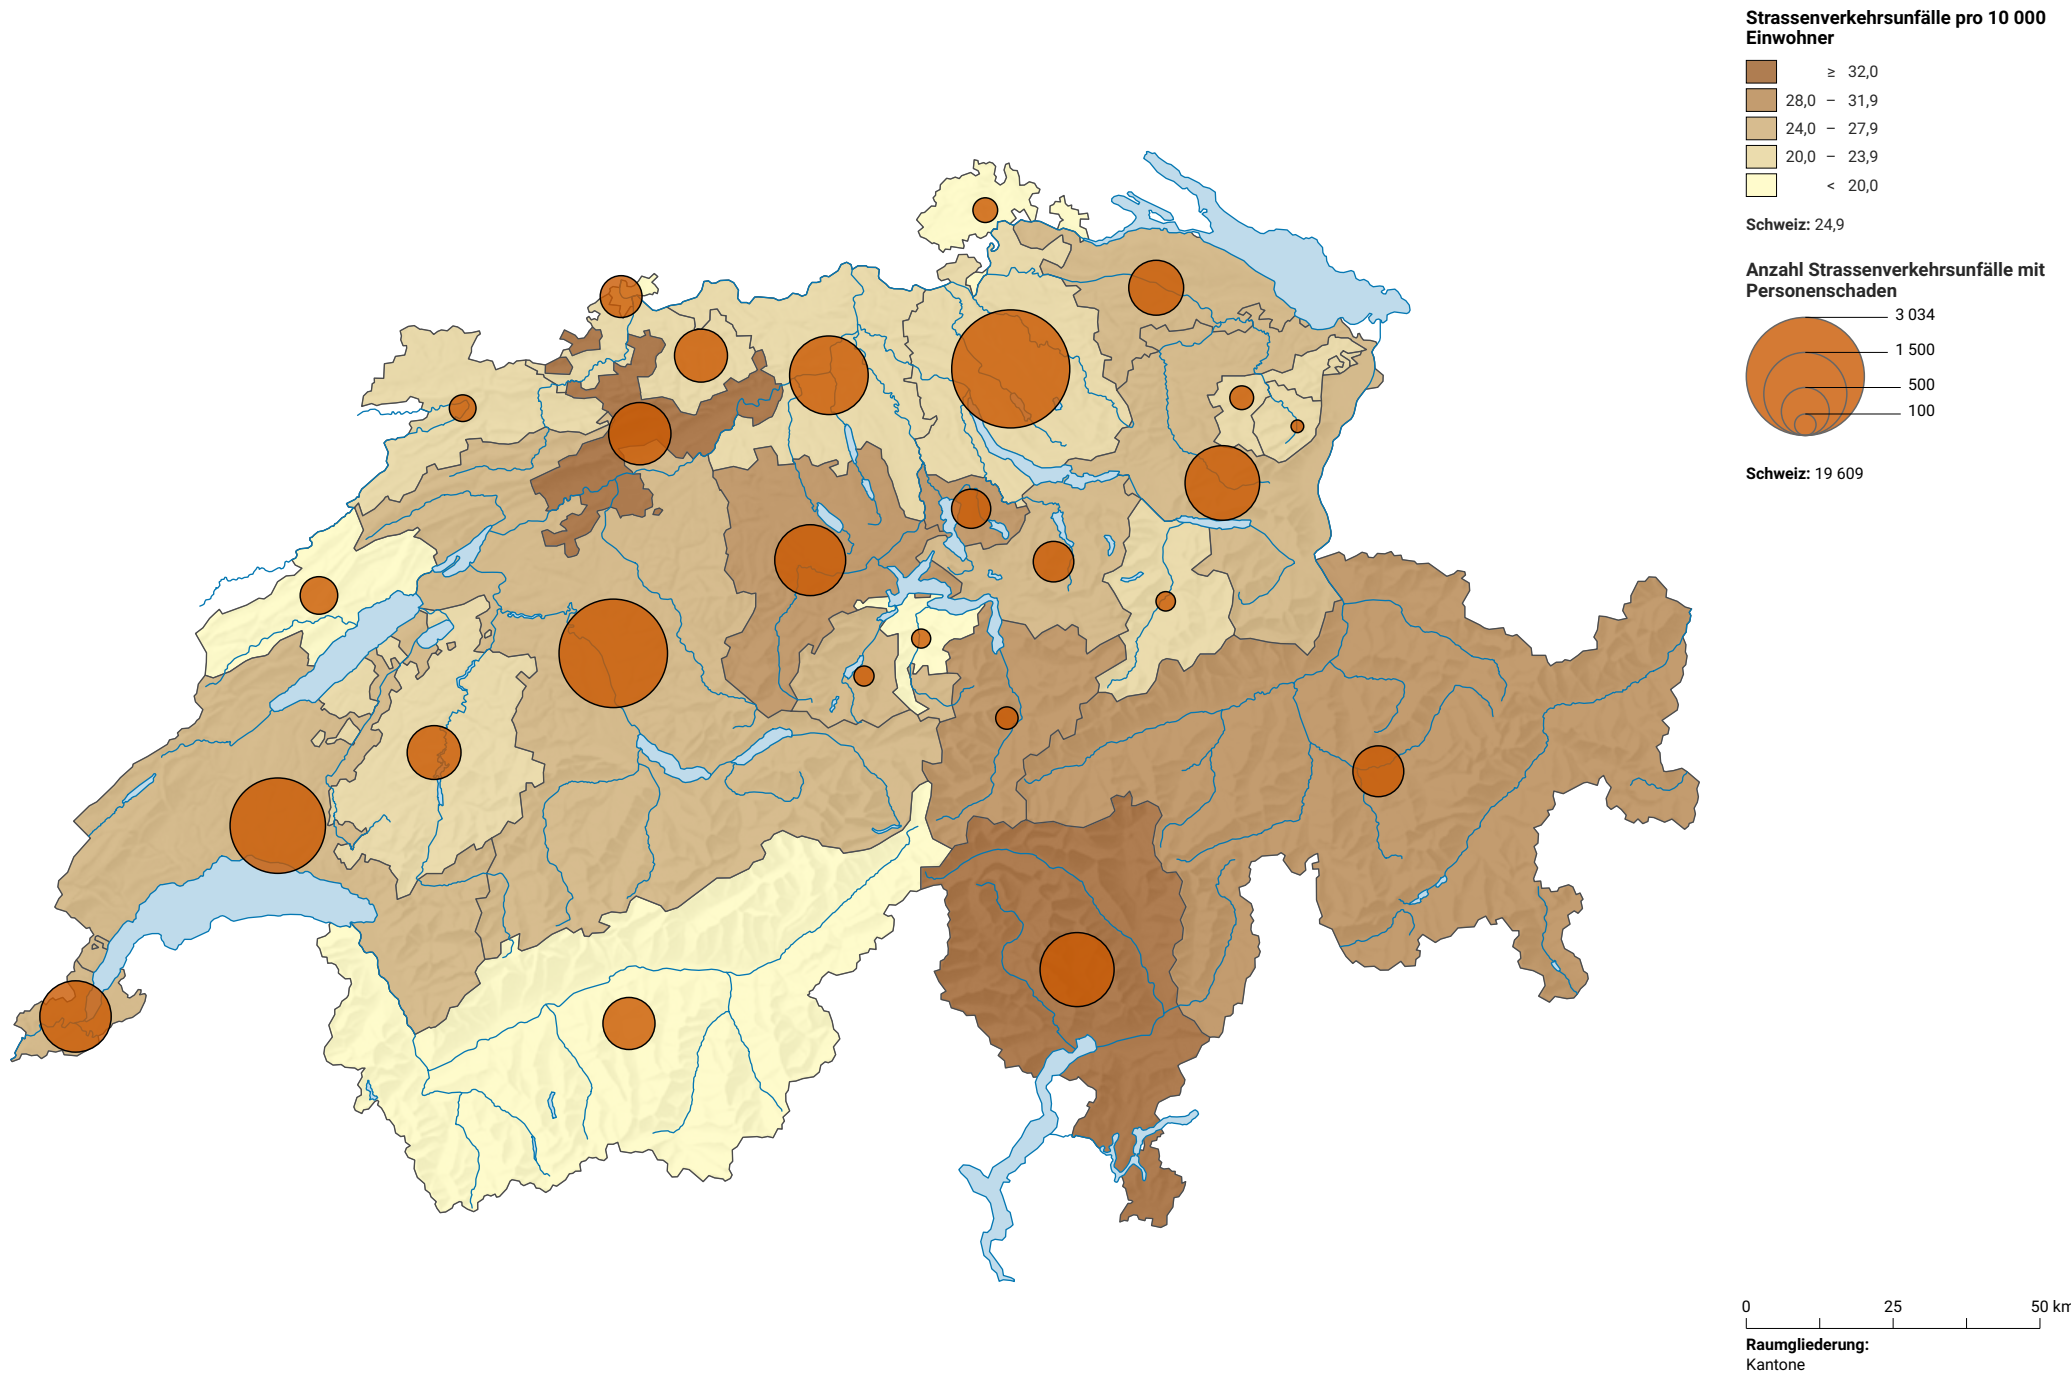 Strassenverkehrsunfälle pro 10 000
Einwohner
≥ 32,0
28,0 – 31,9
24,0 – 27,9
20,0 – 23,9
< 20,0
Schweiz: 24,9
Anzahl Strassenverkehrsunfälle mit
Personenschaden
3 034
1 500
500
100
Schweiz: 19 609
0 25 50 km
Raumgliederung:
Kantone